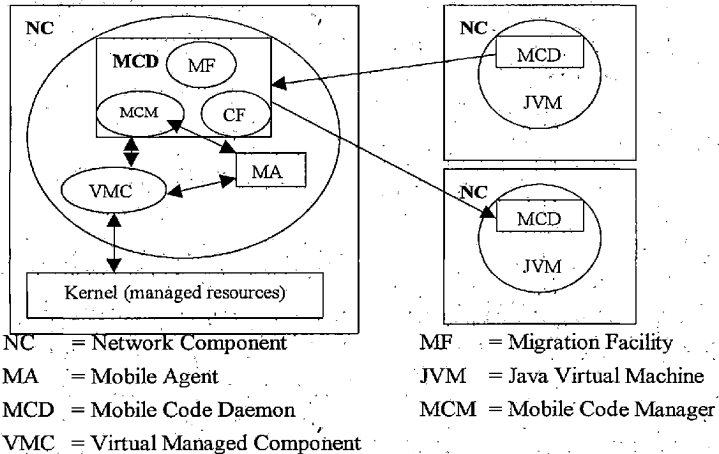 NC
MCD
MF
MCM
CF
MA
VMC
Kernel (managed resources)
NC
MCD
JVM
NC
MCD
JVM
NC = Network Component
MA = Mobile Agent
MCD = Mobile Code Daemon
VMC = Virtual Managed Component
MF = Migration Facility
JVM = Java Virtual Machine
MCM = Mobile Code Manager